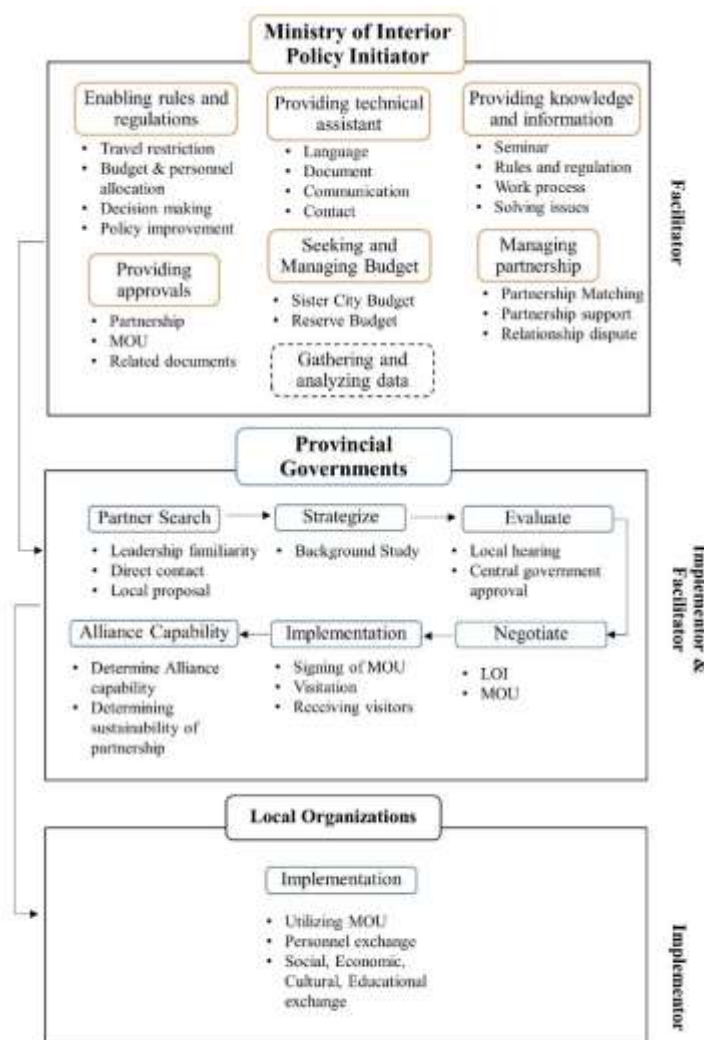 Ministry of Interior
Policy Initiator
Enabling rules and
regulations
• Travel restriction
• Budget & personnel
allocation
• Decision making
• Policy improvement
Providing technical
assistant
• Language
• Document
• Communication
• Contact
Providing knowledge
and information
• Seminar
• Rules and regulation
• Work process
• Solving issues
Providing
approvals
• Partnership
• MOU
• Related documents
Seeking and
Managing Budget
• Sister City Budget
• Reserve Budget
Managing
partnership
• Partnership Matching
• Partnership support
• Relationship dispute
Gathering and
analyzing data
Facilitator
Provincial
Governments
Partner Search
• Leadership familiarity
• Direct contact
• Local proposal
Strategize
• Background Study
Evaluate
• Local hearing
• Central government
approval
Negotiate
• LOI
• MOU
Implementation
• Signing of MOU
• Visitation
• Receiving visitors
Alliance Capability
• Determine Alliance
capability
• Determining
sustainability of
partnership
Implementor &
Facilitator
Local Organizations
Implementation
• Utilizing MOU
• Personnel exchange
• Social, Economic,
Cultural, Educational
exchange
Implementor